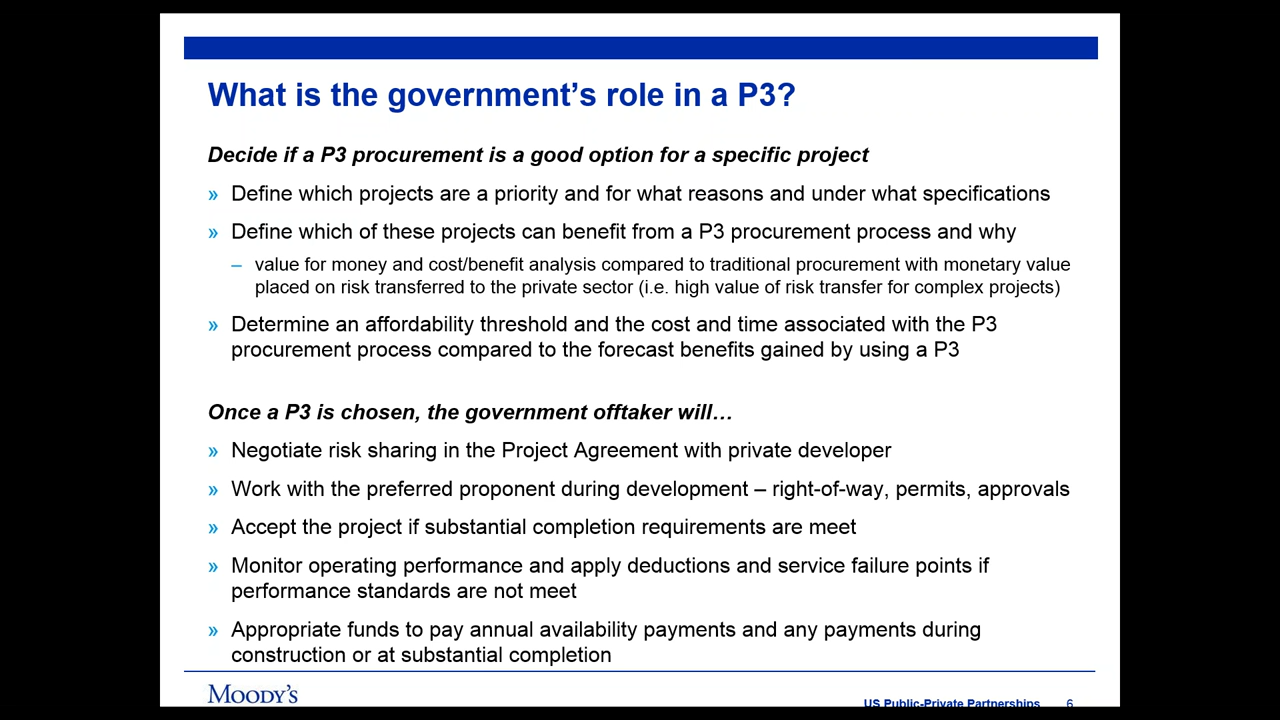 What is the government's role in a P3?
Decide if a P3 procurement is a good option for a specific project
» Define which projects are a priority and for what reasons and under what specifications
» Define which of these projects can benefit from a P3 procurement process and why
– value for money and cost/benefit analysis compared to traditional procurement with monetary value
placed on risk transferred to the private sector (i.e. high value of risk transfer for complex projects)
» Determine an affordability threshold and the cost and time associated with the P3
procurement process compared to the forecast benefits gained by using a P3
Once a P3 is chosen, the government offtaker will…
» Negotiate risk sharing in the Project Agreement with private developer
» Work with the preferred proponent during development – right-of-way, permits, approvals
» Accept the project if substantial completion requirements are meet
» Monitor operating performance and apply deductions and service failure points if
performance standards are not meet
» Appropriate funds to pay annual availability payments and any payments during
construction or at substantial completion
MOODY'S
US Public-Private Partnerships 6